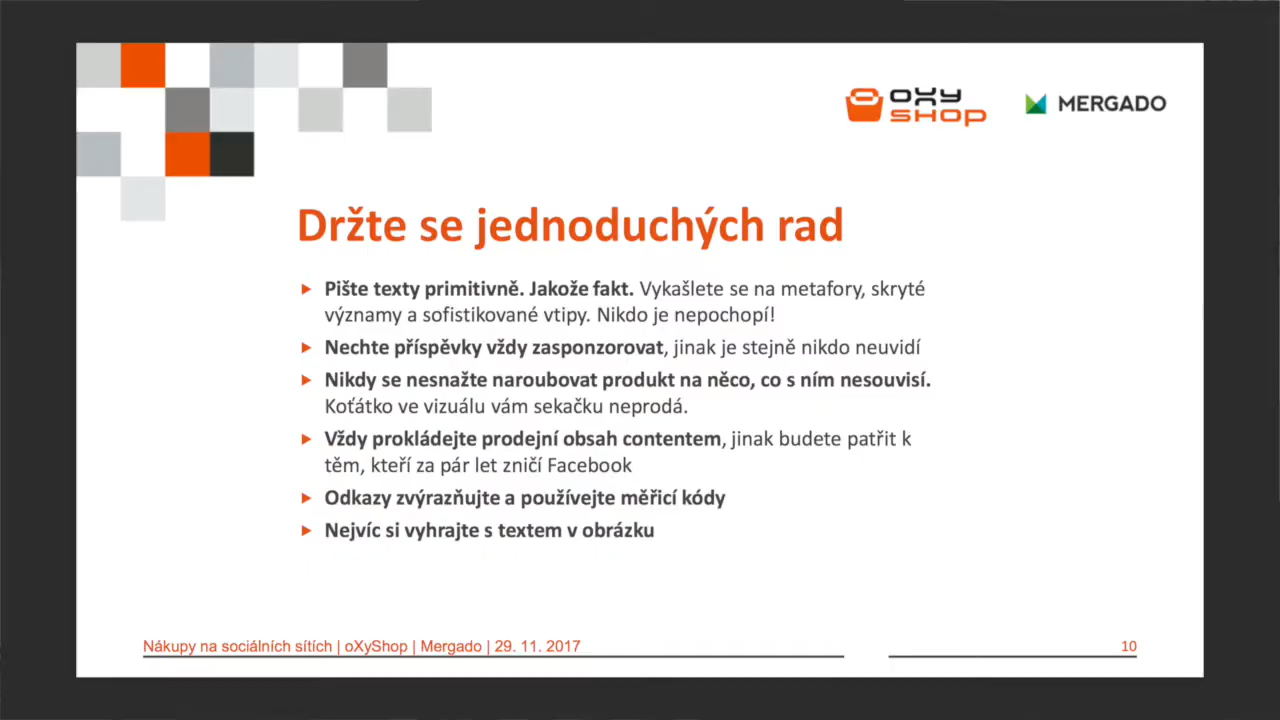 OXY SHOP
MERGADO
Držte se jednoduchých rad
Pište texty primitivně. Jakože fakt. Vykašlete se na metafory, skryté
významy a sofistikované vtipy. Nikdo je nepochopí!
Nechte příspěvky vždy zasponzorovat, jinak je stejně nikdo neuvidí
Nikdy se nesnažte naroubovat produkt na něco, co s ním nesouvisí.
Koťátko ve vizuálu vám sekačku neprodá.
Vždy prokládejte prodejní obsah contentem, jinak budete patřit k
těm, kteří za pár let zničí Facebook
Odkazy zvýrazňujte a používejte měřicí kódy
Nejvíc si vyhrajte s textem v obrázku
Nákupy na sociálních sítích | oXyShop | Mergado | 29. 11. 2017
10